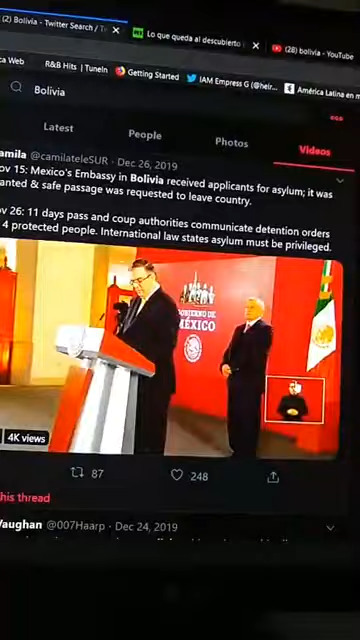 (2) Bolivia - Twitter Search / T
Lo que queda al descubierto
(28) bolivia - YouTube
ca Web
R&B Hits | TuneIn
Getting Started
IAM Empress G (@heir...
América Latina en m
Bolivia
Latest
People
Photos
Videos
amila @camilateleSUR · Dec 26, 2019
ov 15: Mexico's Embassy in Bolivia received applicants for asylum; it was
anted & safe passage was requested to leave country.
ov 26: 11 days pass and coup authorities communicate detention orders
4 protected people. International law states asylum must be privileged.
GOBIERNO DE
MÉXICO
4K views
87
248
his thread
Vaughan @007Haarp · Dec 24, 2019